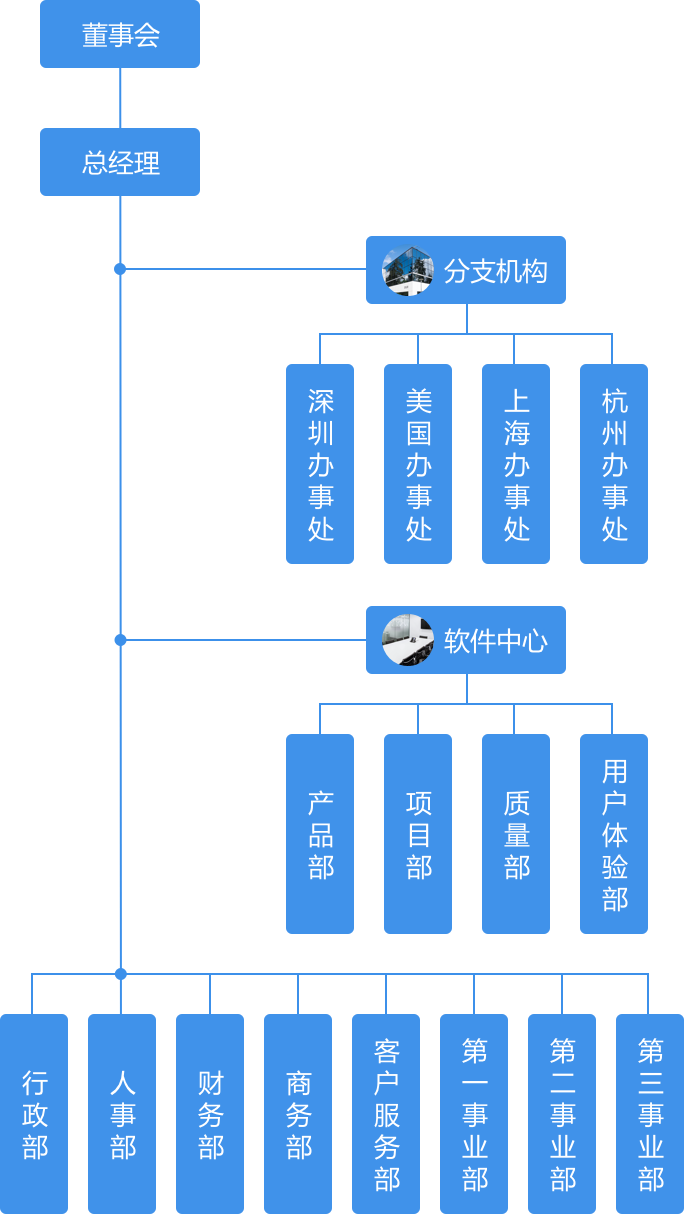 董事会
总经理
分支机构
深圳办事处
美国办事处
上海办事处
杭州办事处
软件中心
产品部
项目部
质量部
用户体验部
行政部
人事部
财务部
商务部
客户服务部
第一事业部
第二事业部
第三事业部